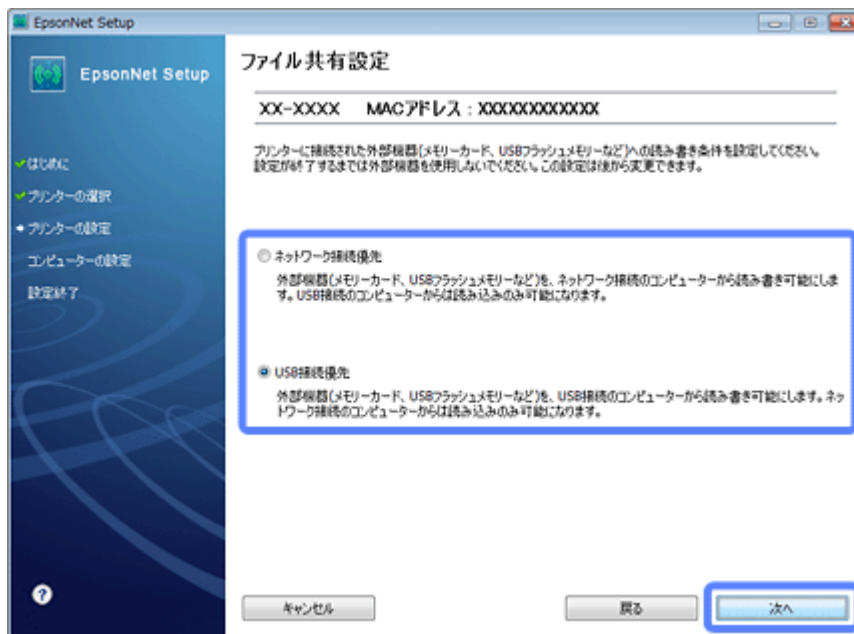 EpsonNet Setup
EpsonNet Setup
はじめに
プリンターの選択
プリンターの設定
コンピューターの設定
設定終了
ファイル共有設定
XX-XXXX MACアドレス : XXXXXXXXXXXX
プリンターに接続された外部機器(メモリーカード、USBフラッシュメモリーなど)への読み書き条件を設定してください。
設定が終了するまでは外部機器を使用しないでください。この設定は後から変更できます。
ネットワーク接続優先
外部機器(メモリーカード、USBフラッシュメモリーなど)を、ネットワーク接続のコンピューターから読み書き可能にしま
す。USB接続のコンピューターからは読み込みのみ可能になります。
USB接続優先
外部機器(メモリーカード、USBフラッシュメモリーなど)を、USB接続のコンピューターから読み書き可能にします。ネッ
トワーク接続のコンピューターからは読み込みのみ可能になります。
?
キャンセル
戻る
次へ